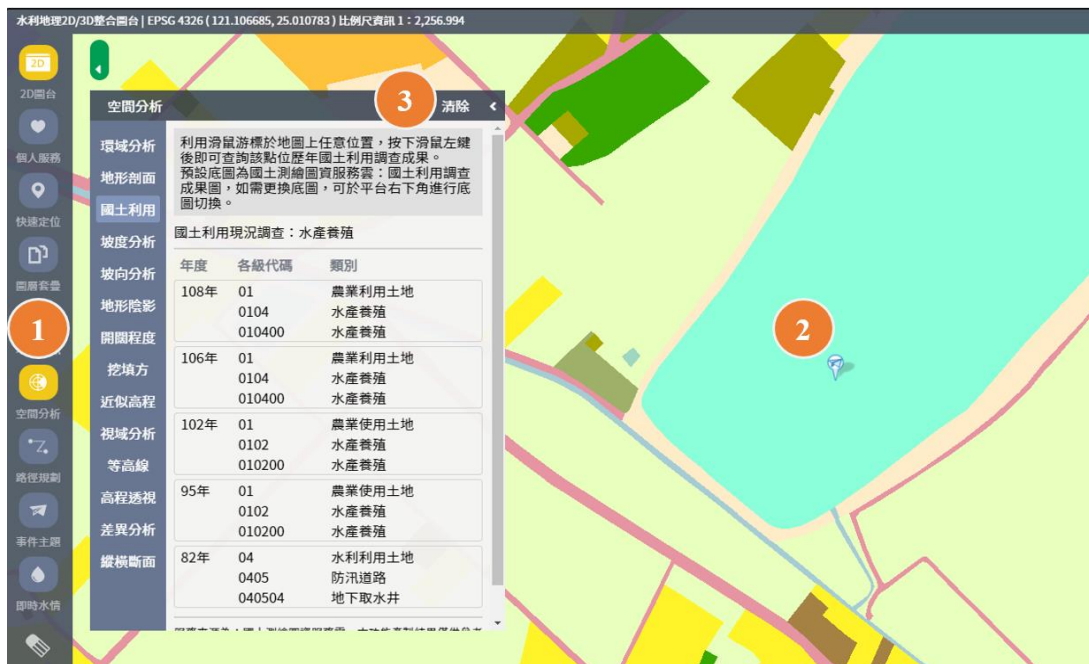 水利地理2D/3D整合圖台 | EPSG 4326 ( 121.106685, 25.010783 ) 比例尺資訊 1：2,256.994
2D
2D圖台
個人服務
快速定位
圖層套疊
1
空間分析
路徑規劃
事件主題
即時水情
空間分析
3
清除
環域分析
地形剖面
國土利用
坡度分析
坡向分析
地形陰影
開闊程度
挖填方
近似高程
視域分析
等高線
高程透視
差異分析
縱橫斷面
利用滑鼠游標於地圖上任意位置，按下滑鼠左鍵
後即可查詢該點位歷年國土利用調查成果。
預設底圖為國土測繪圖資服務雲：國土利用調查
成果圖，如需更換底圖，可於平台右下角進行底
圖切換。
國土利用現況調查：水產養殖
年度 各級代碼 類別
108年 01 農業利用土地
0104 水產養殖
010400 水產養殖
106年 01 農業利用土地
0104 水產養殖
010400 水產養殖
102年 01 農業使用土地
0102 水產養殖
010200 水產養殖
95年 01 農業使用土地
0102 水產養殖
010200 水產養殖
82年 04 水利利用土地
0405 防汛道路
040504 地下取水井
2